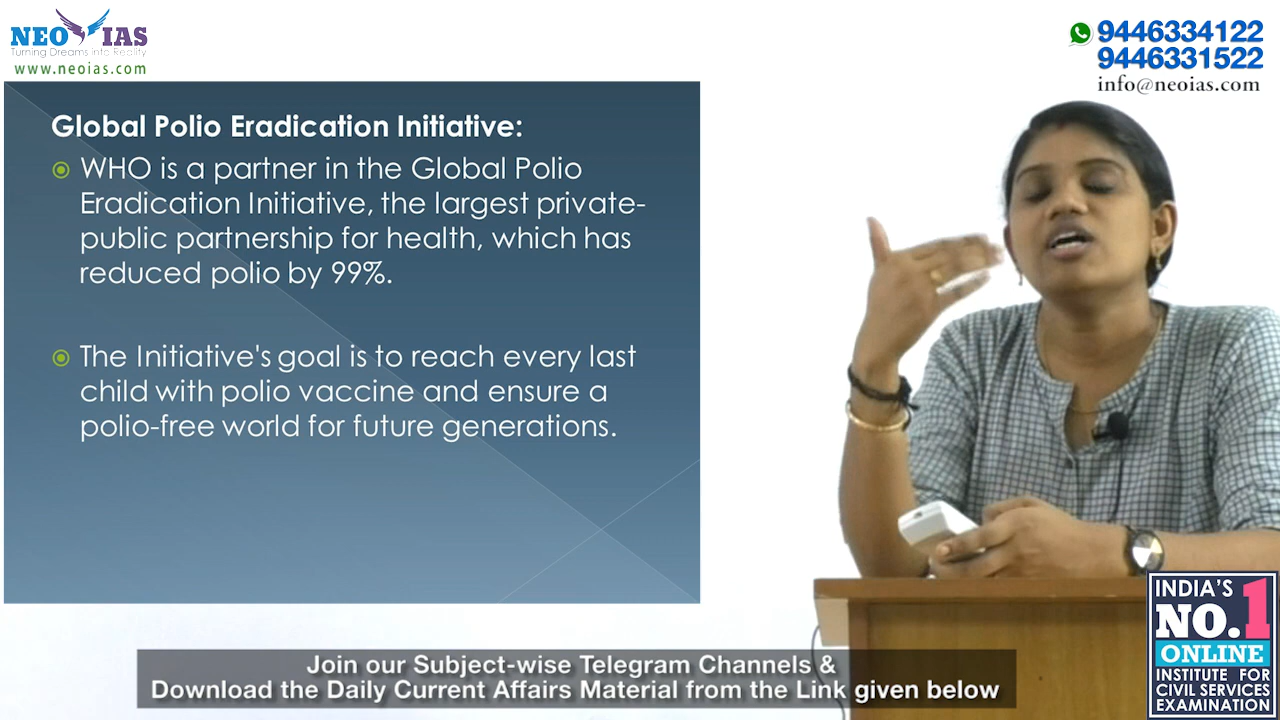 NEO IAS
Turning Dreams into Reality
www.neoias.com
9446334122
9446331522
info@neoias.com
Global Polio Eradication Initiative:
WHO is a partner in the Global Polio
Eradication Initiative, the largest private-
public partnership for health, which has
reduced polio by 99%.
The Initiative's goal is to reach every last
child with polio vaccine and ensure a
polio-free world for future generations.
INDIA'S
NO.1
ONLINE
INSTITUTE FOR
CIVIL SERVICES
EXAMINATION
Join our Subject-wise Telegram Channels &
Download the Daily Current Affairs Material from the Link given below